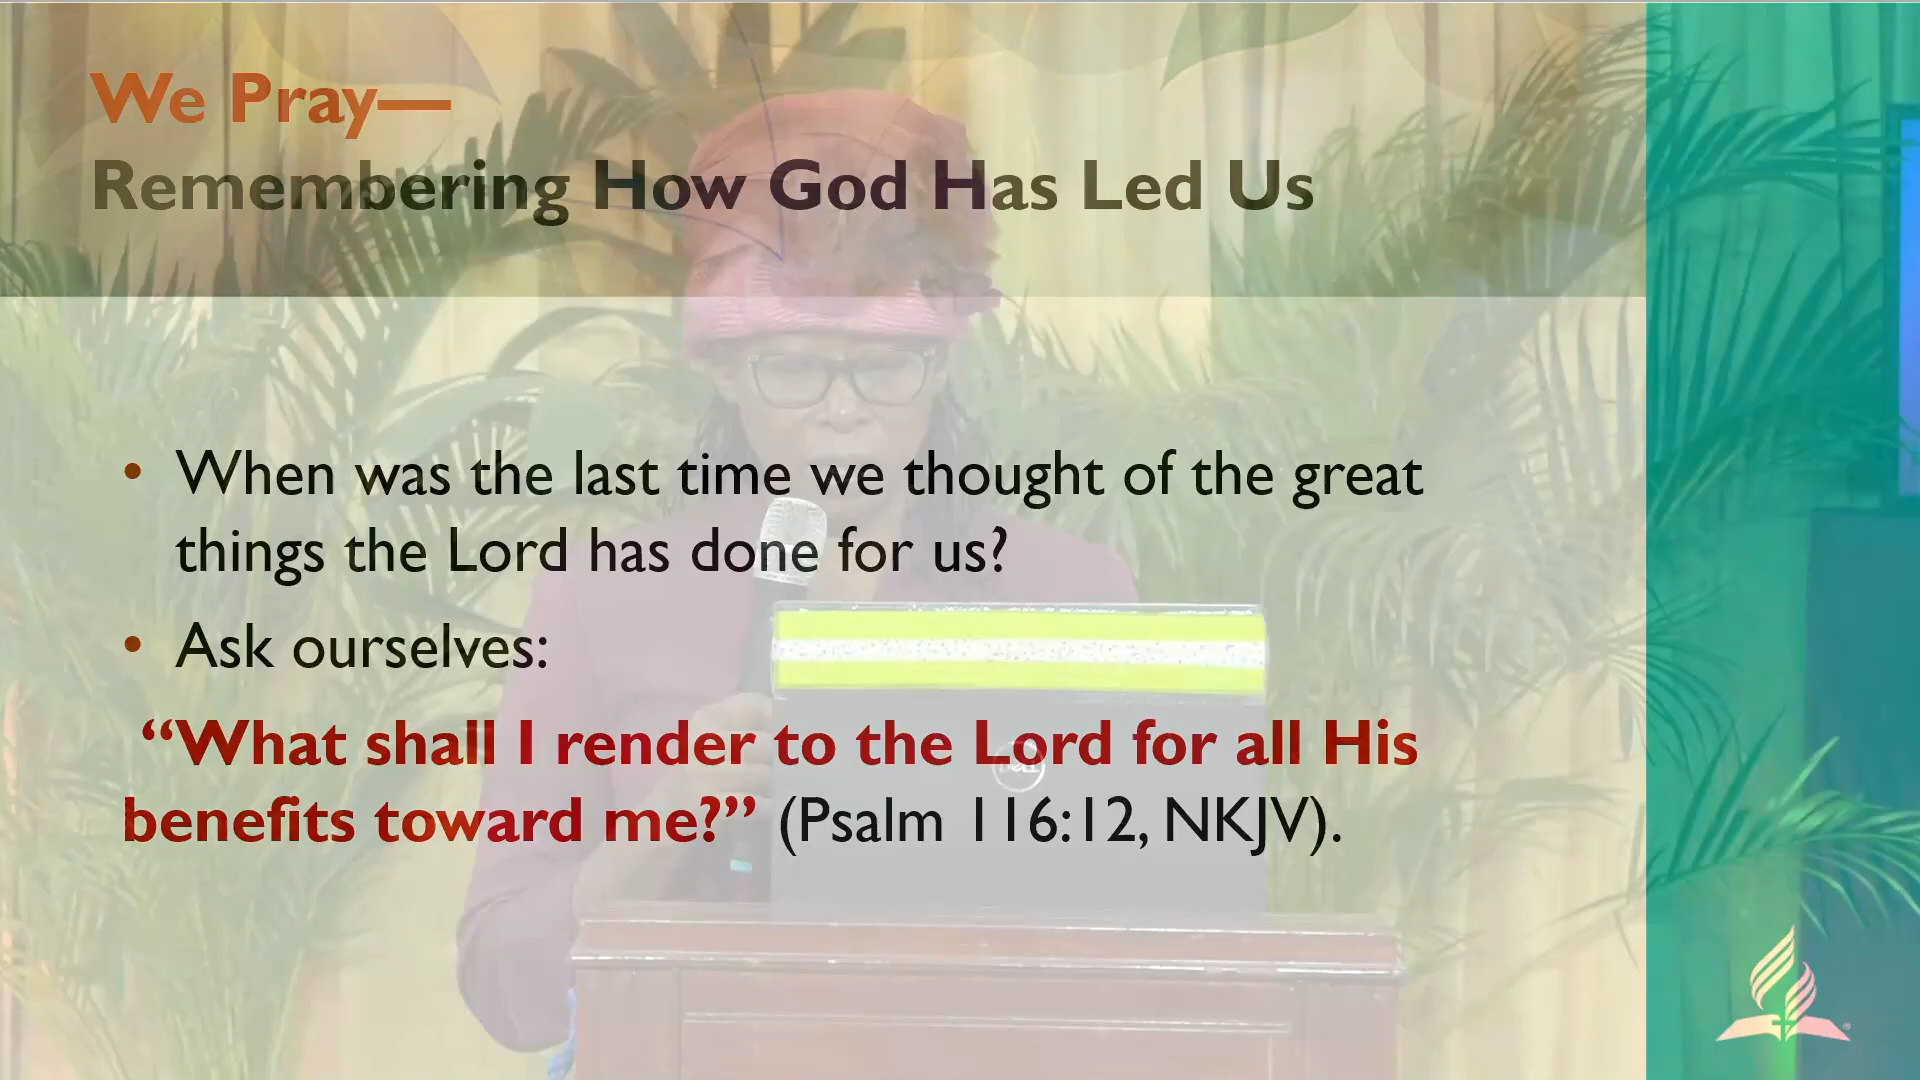 We Pray—
Remembering How God Has Led Us
• When was the last time we thought of the great
things the Lord has done for us?
• Ask ourselves:
“What shall I render to the Lord for all His
benefits toward me?” (Psalm 116:12, NKJV).
DELL
®